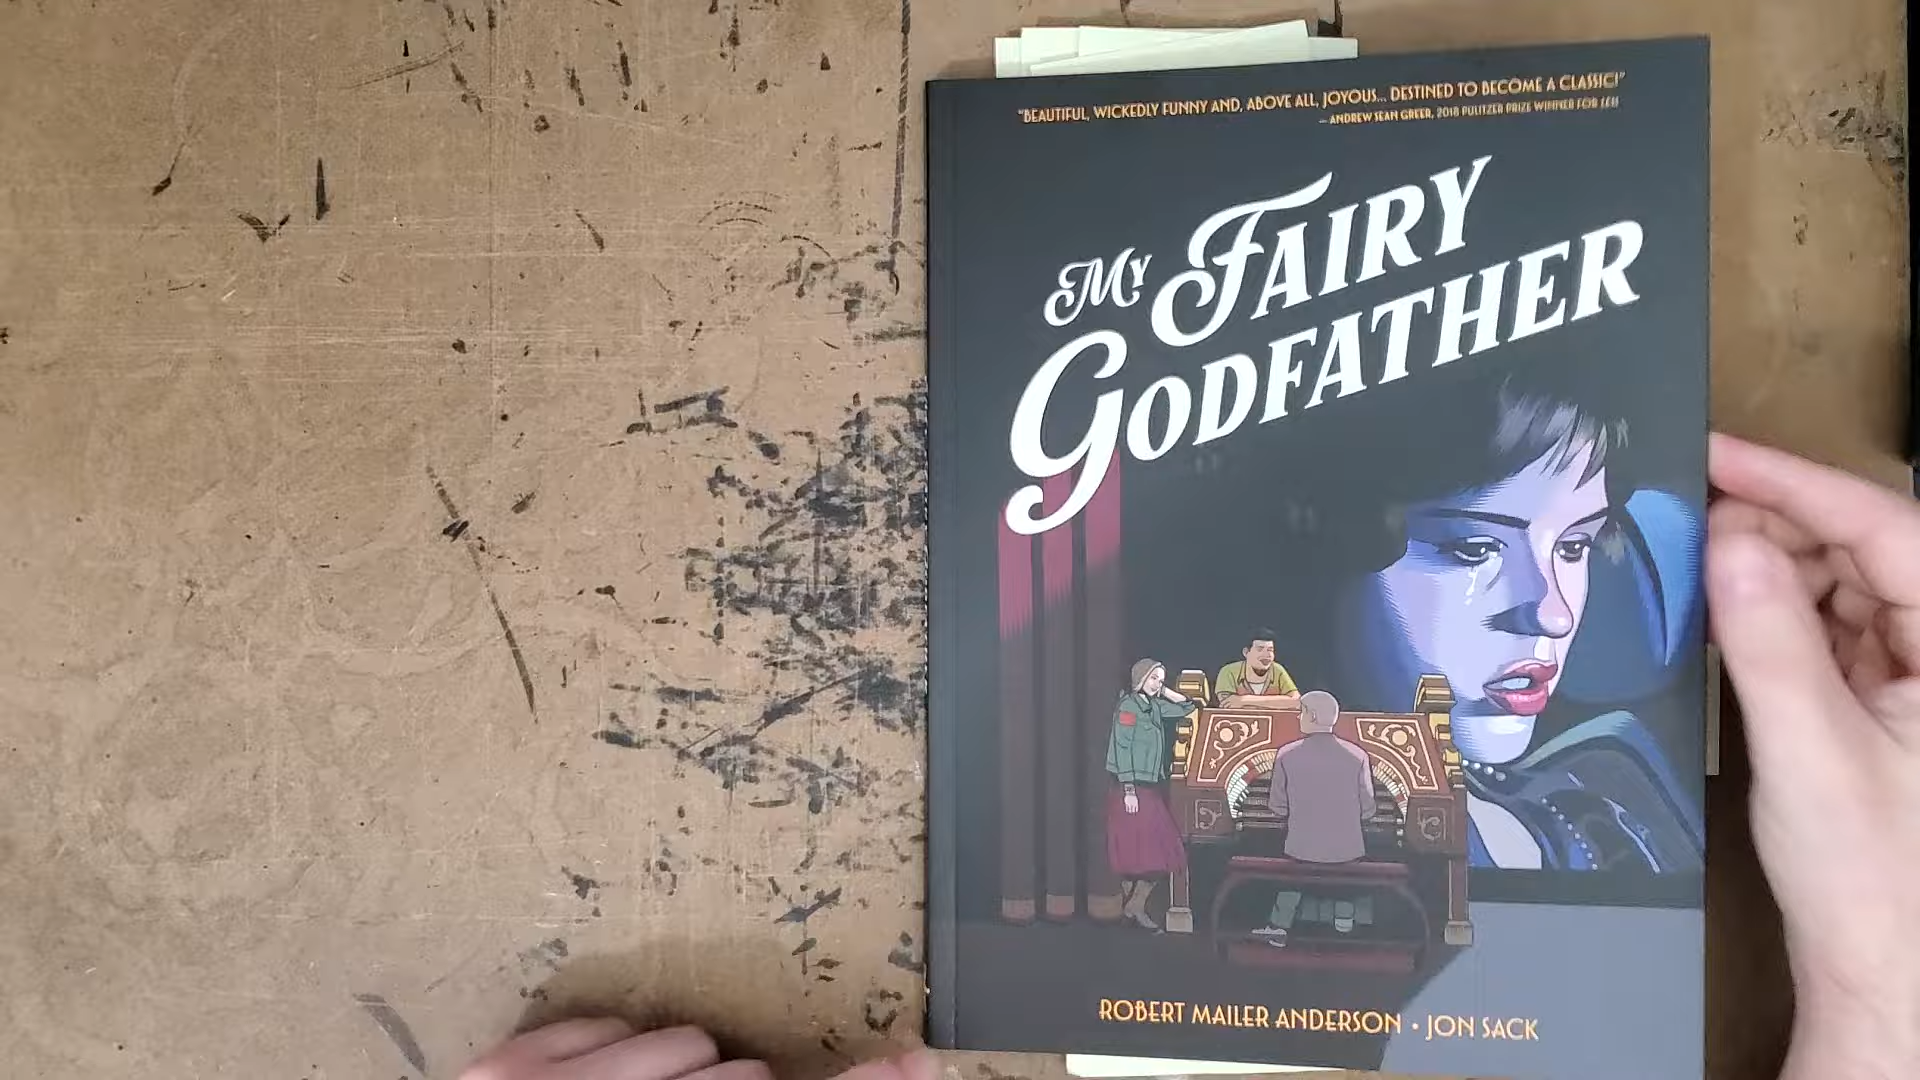 "BEAUTIFUL, WICKEDLY FUNNY AND, ABOVE ALL, JOYOUS... DESTINED TO BECOME A CLASSIC!"
– ANDREW SEAN GREER, 2018 PULITZER PRIZE WINNER FOR LESS
MY FAIRY
GODFATHER
ROBERT MAILER ANDERSON • JON SACK